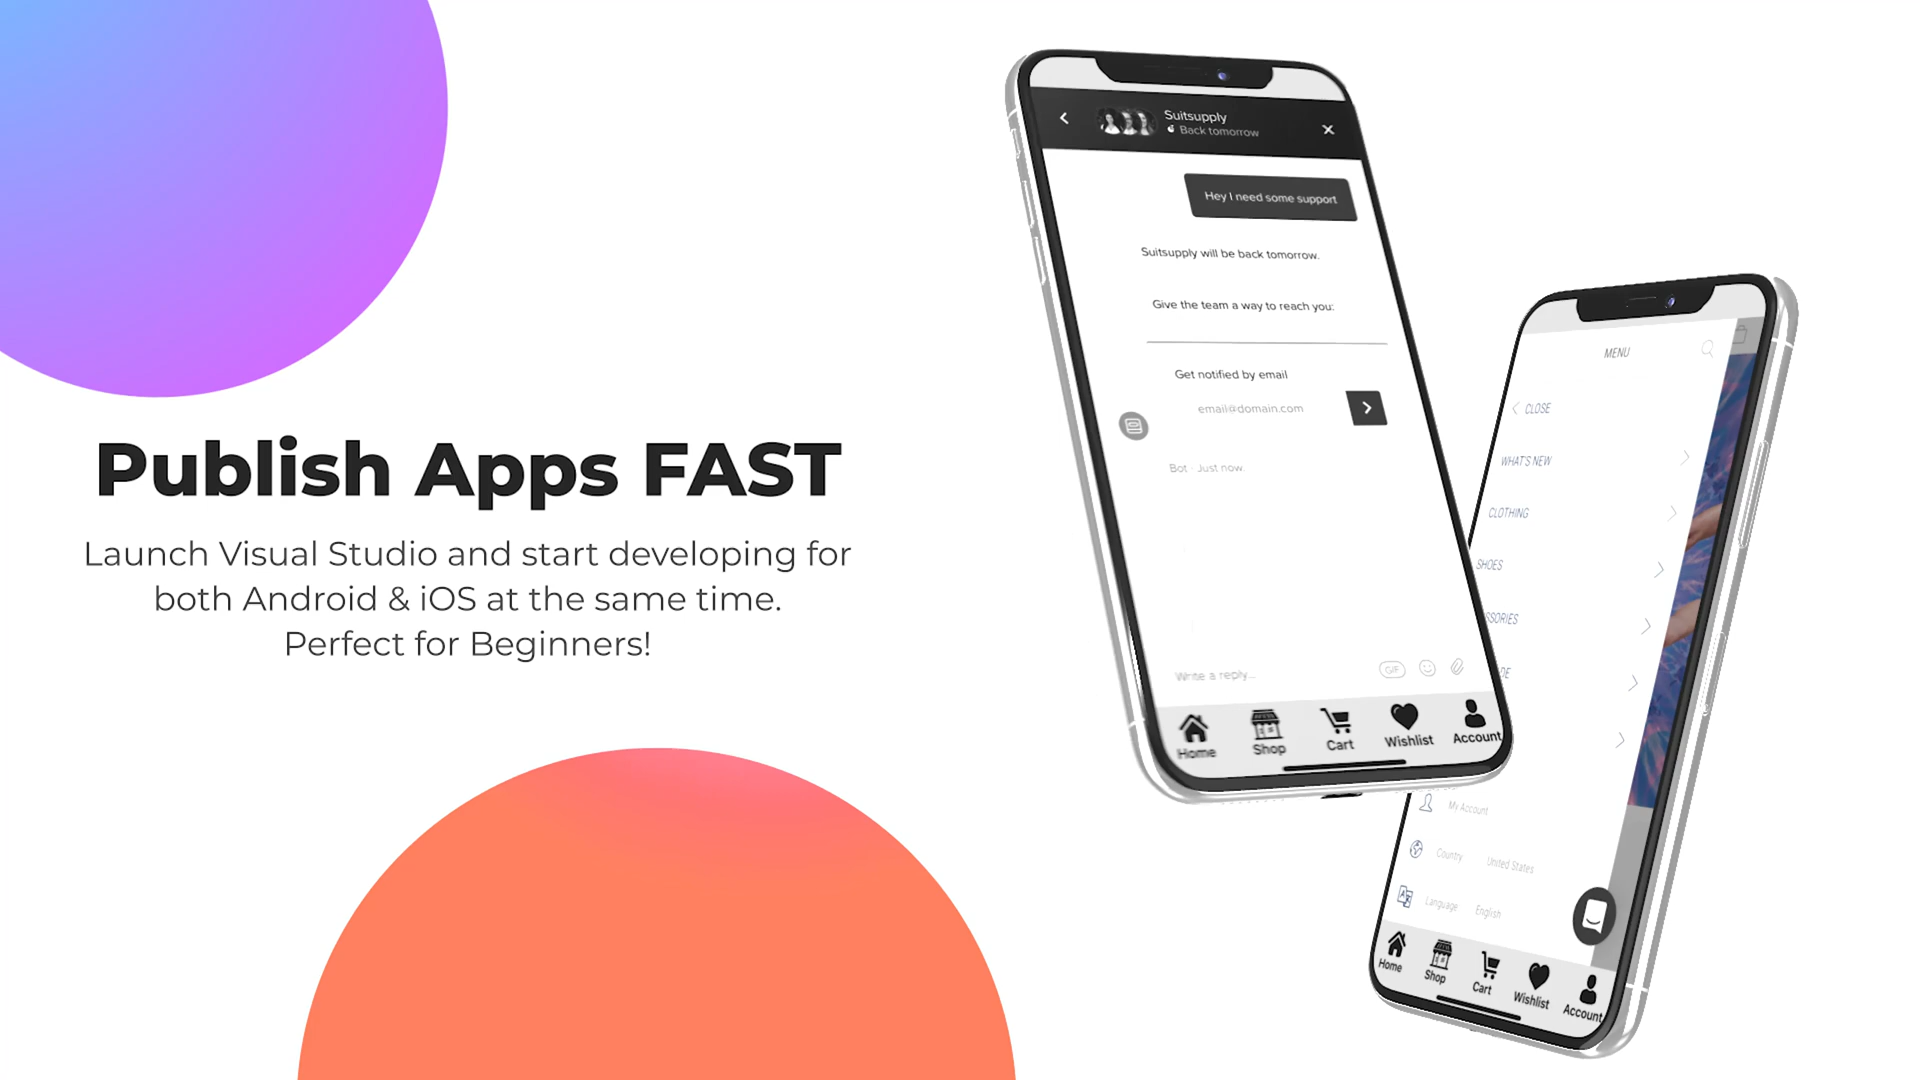 Publish Apps FAST
Launch Visual Studio and start developing for
both Android & iOS at the same time.
Perfect for Beginners!
Suitsupply
Back tomorrow
Hey I need some support
Suitsupply will be back tomorrow.
Give the team a way to reach you:
Get notified by email
email@domain.com
Bot · Just now.
Write a reply...
GIF
Home
Shop
Cart
Wishlist
Account
MENU
CLOSE
WHAT'S NEW
CLOTHING
SHOES
SSORIES
DE
My Account
Country United States
Language English
Home
Shop
Cart
Wishlist
Account